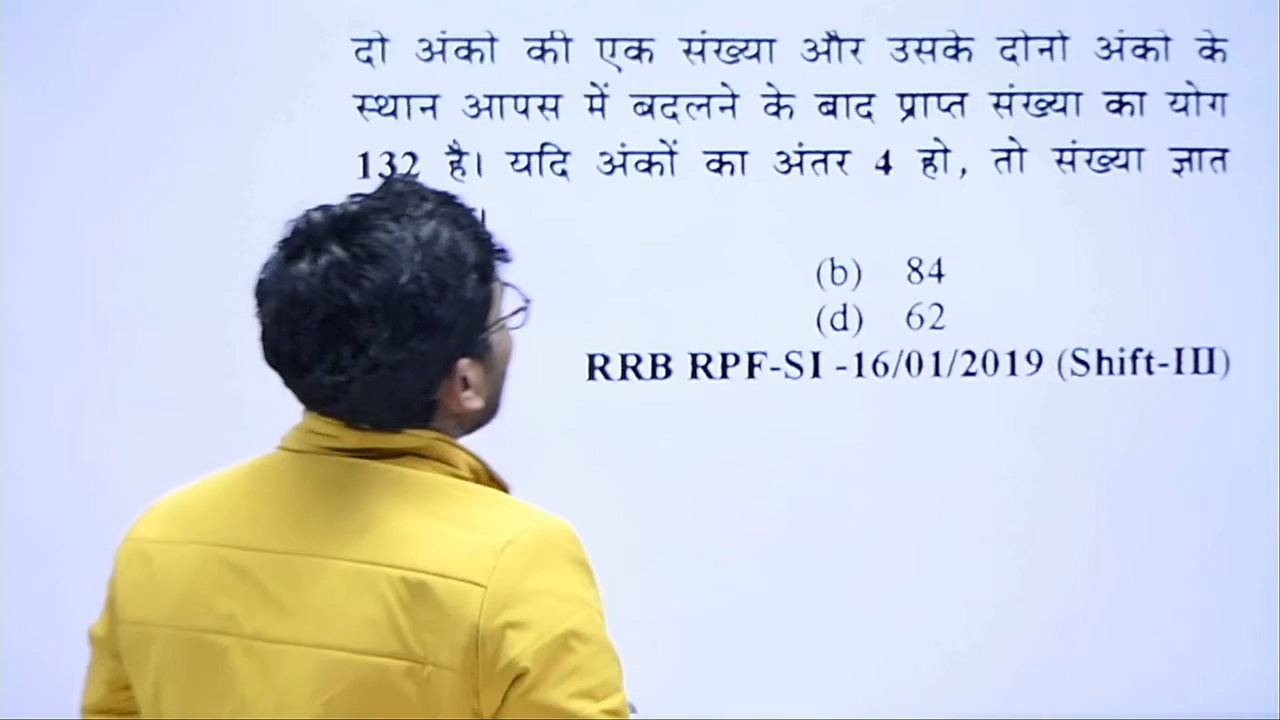 दो अंको की एक संख्या और उसके दोनो अंको के
स्थान आपस में बदलने के बाद प्राप्त संख्या का योग
132 है। यदि अंकों का अंतर 4 हो, तो संख्या ज्ञात
(b) 84
(d) 62
RRB RPF-SI -16/01/2019 (Shift-III)